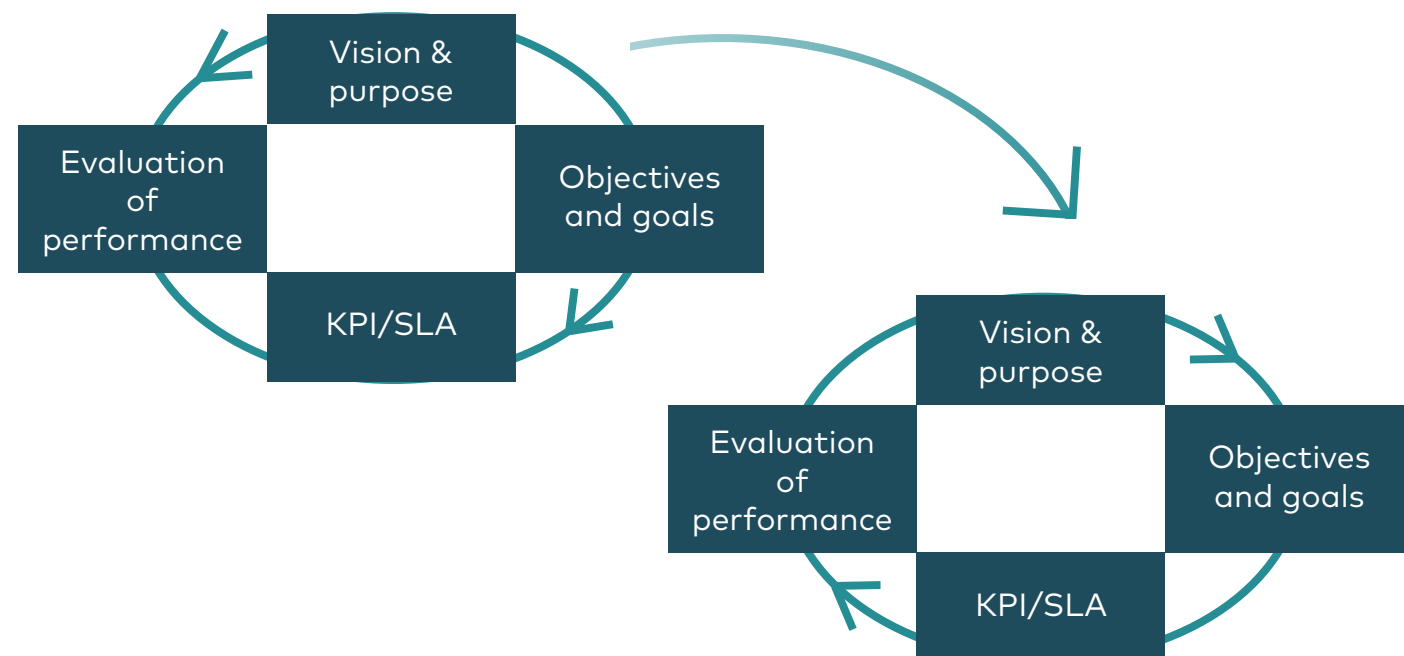 Vision &
purpose
Evaluation
of
performance
Objectives
and goals
KPI/SLA
Vision &
purpose
Evaluation
of
performance
Objectives
and goals
KPI/SLA